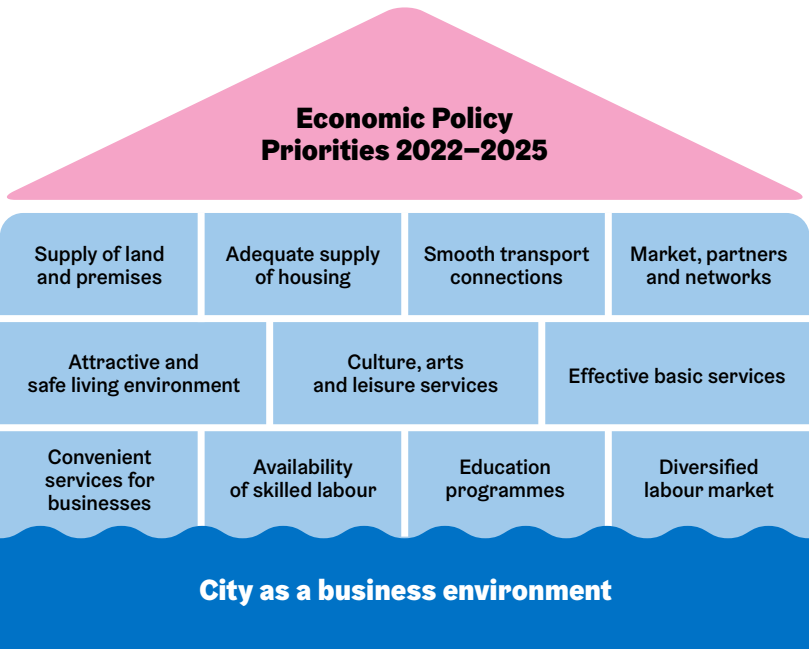 Economic Policy
Priorities 2022–2025
Supply of land
and premises
Adequate supply
of housing
Smooth transport
connections
Market, partners
and networks
Attractive and
safe living environment
Culture, arts
and leisure services
Effective basic services
Convenient
services for
businesses
Availability
of skilled labour
Education
programmes
Diversified
labour market
City as a business environment